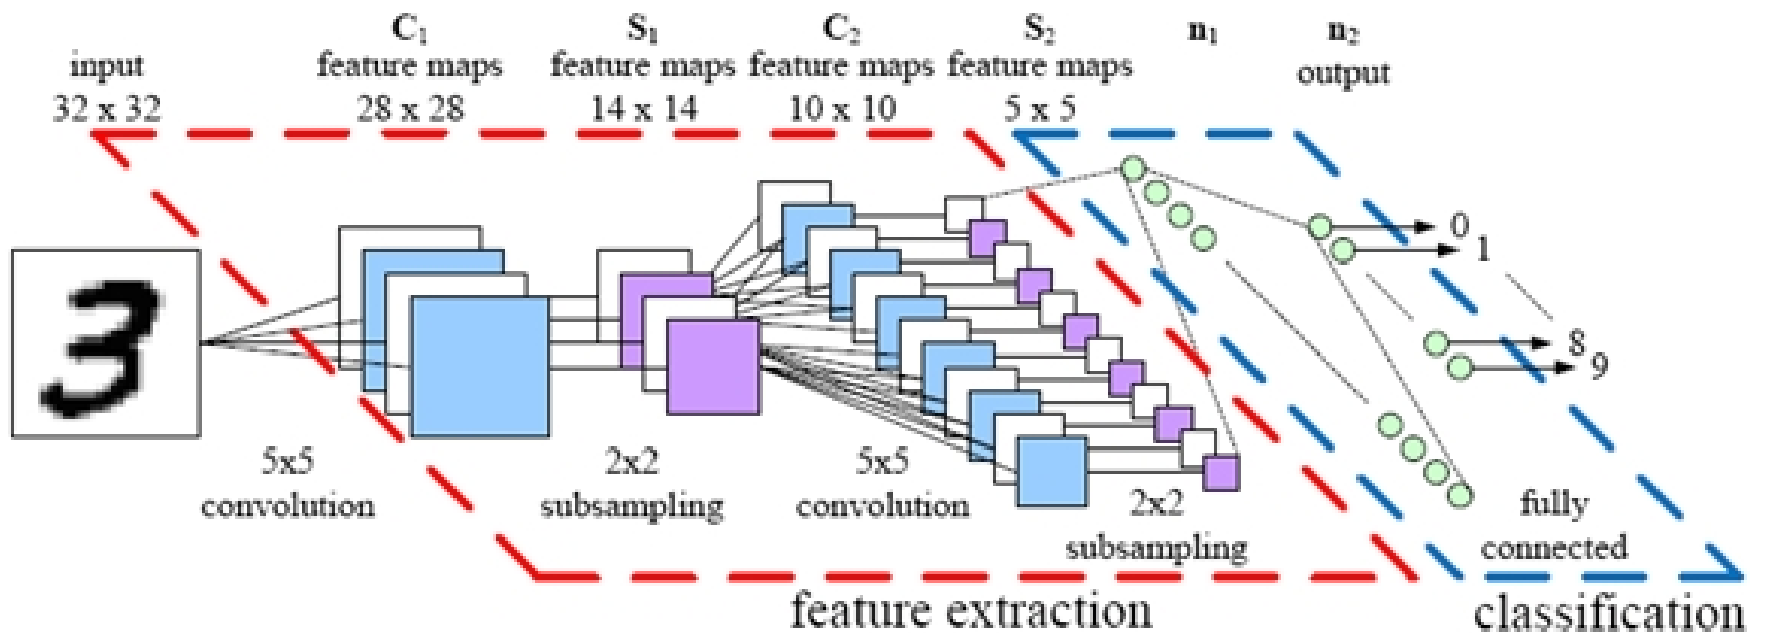 C₁
S₁
C₂
S₂
n₁
n₂
input
feature maps
feature maps
feature maps
feature maps
output
32 x 32
28 x 28
14 x 14
10 x 10
5 x 5
3
0
1
8
9
5x5
convolution
2x2
subsampling
5x5
convolution
2x2
subsampling
fully
connected
feature extraction
classification